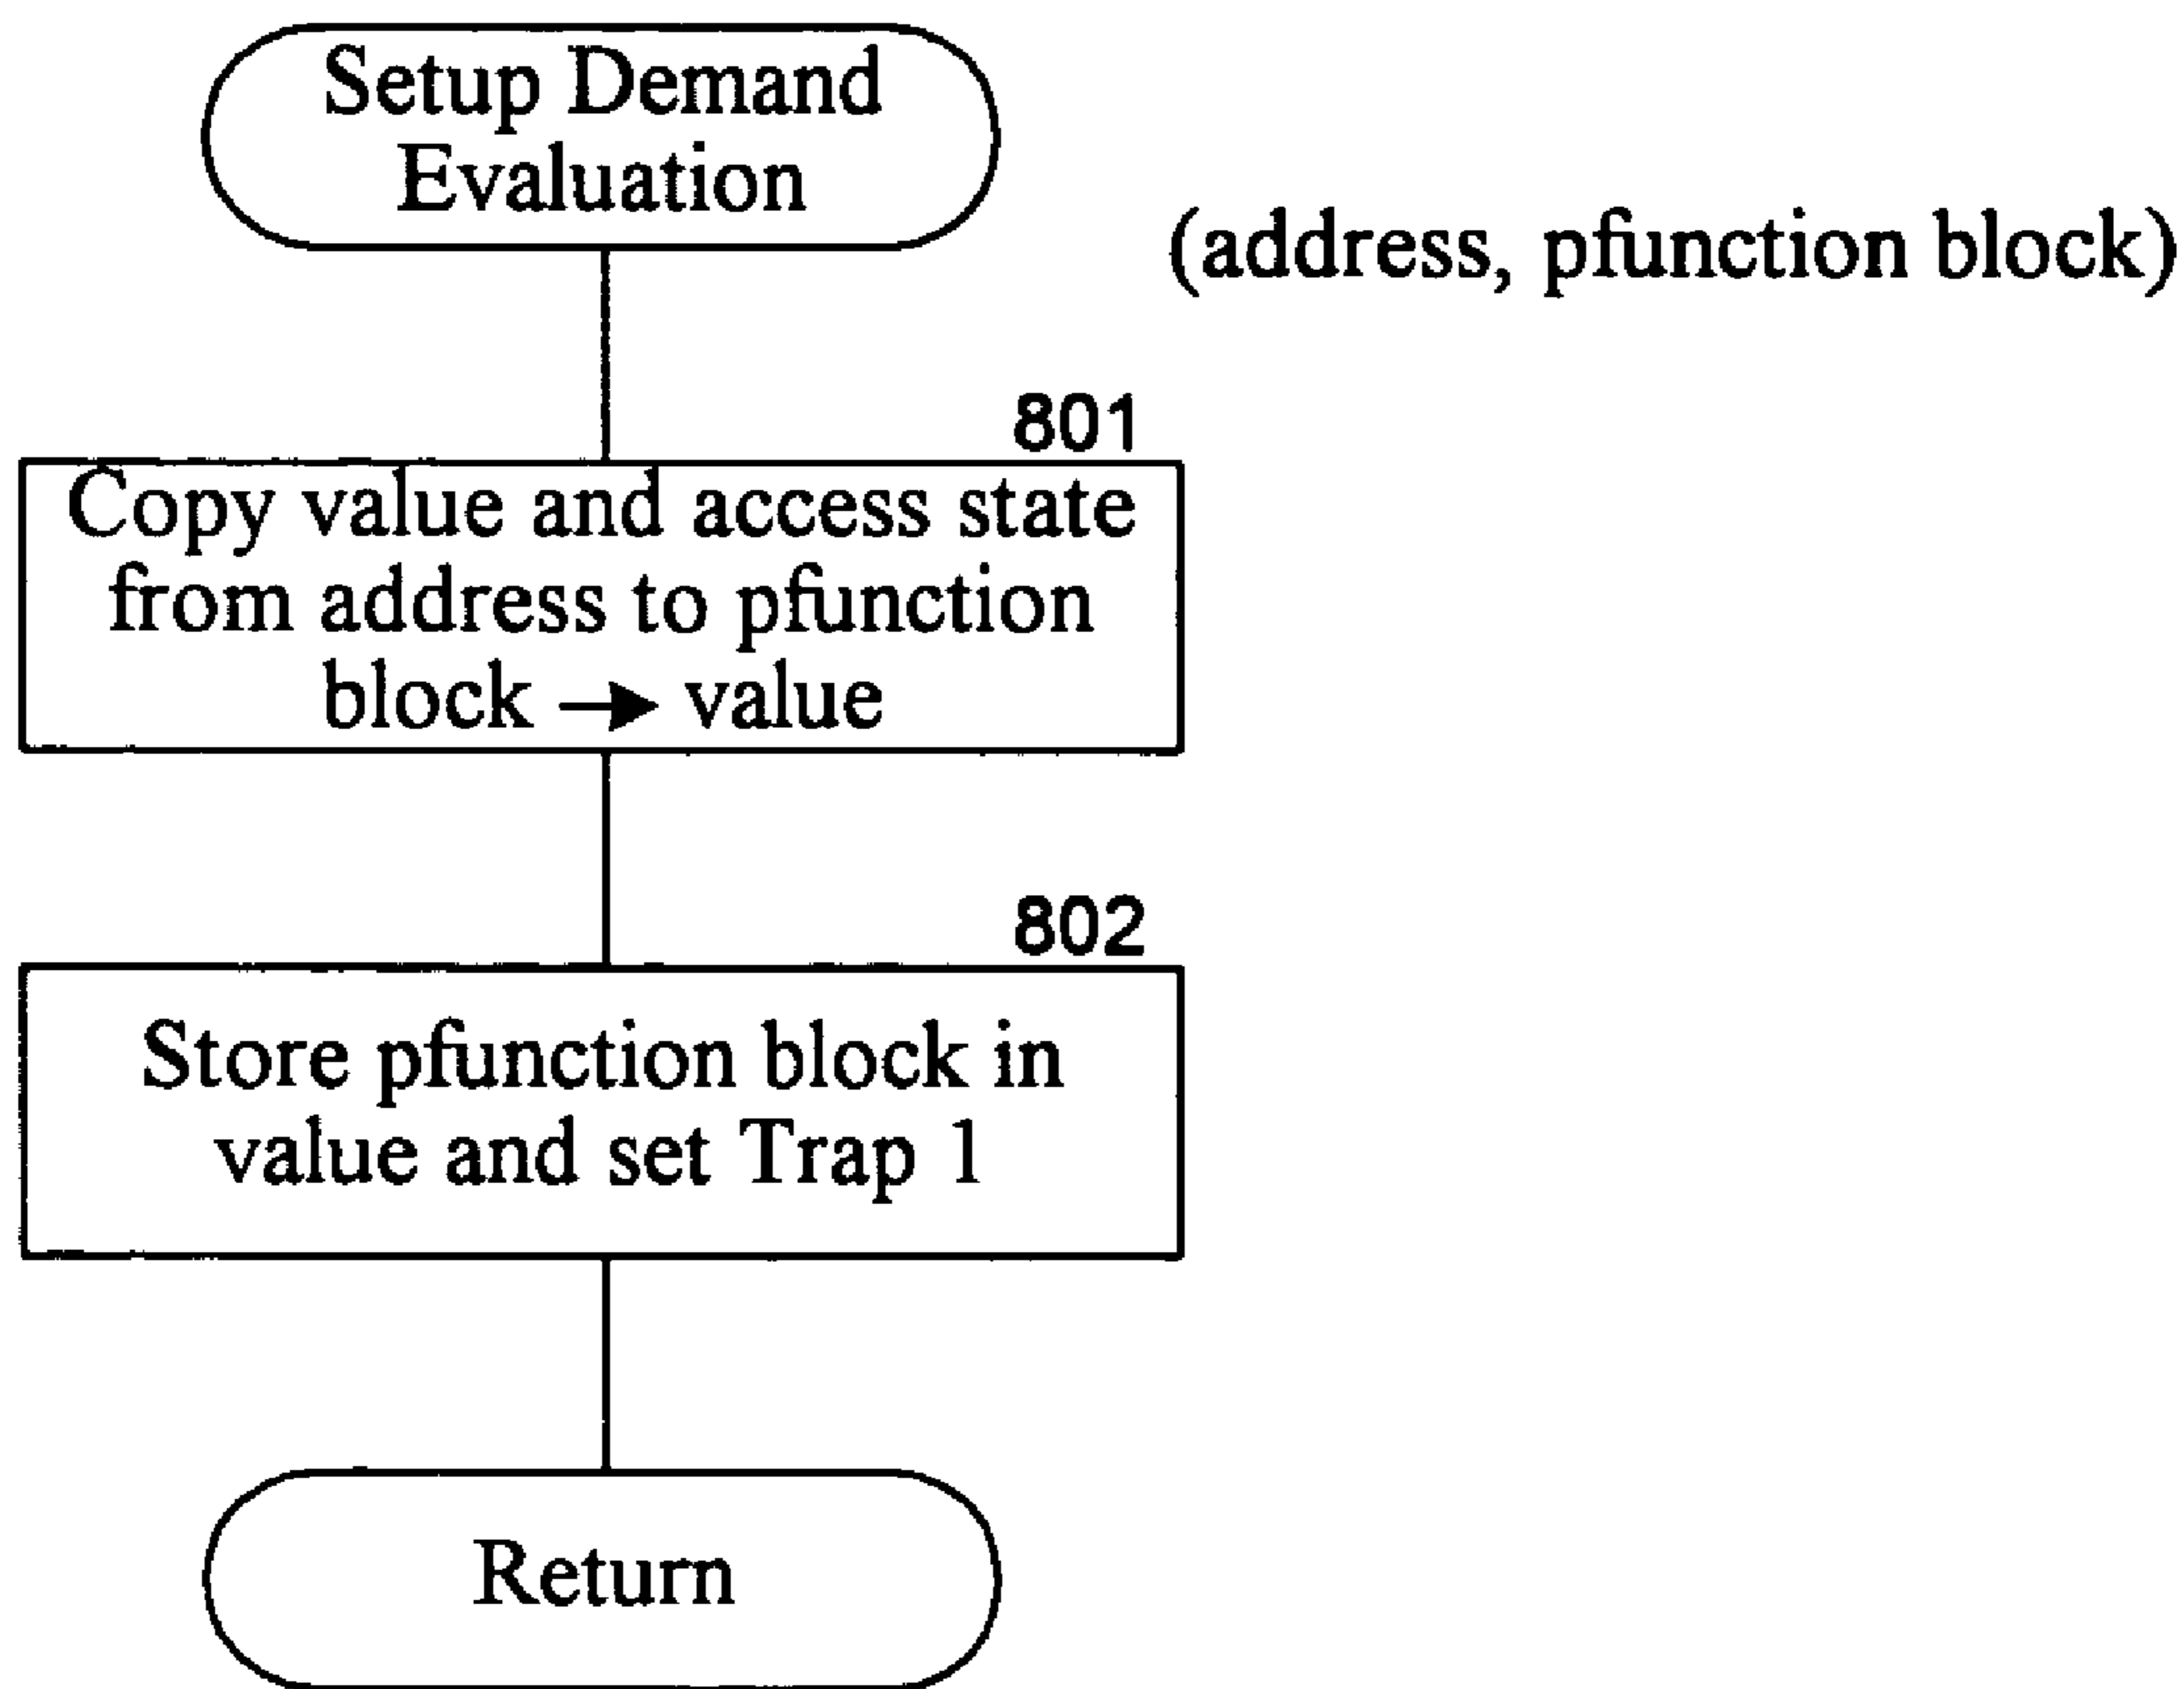 Setup Demand
Evaluation
(address, pfunction block)
801
Copy value and access state
from address to pfunction
block → value
802
Store pfunction block in
value and set Trap 1
Return